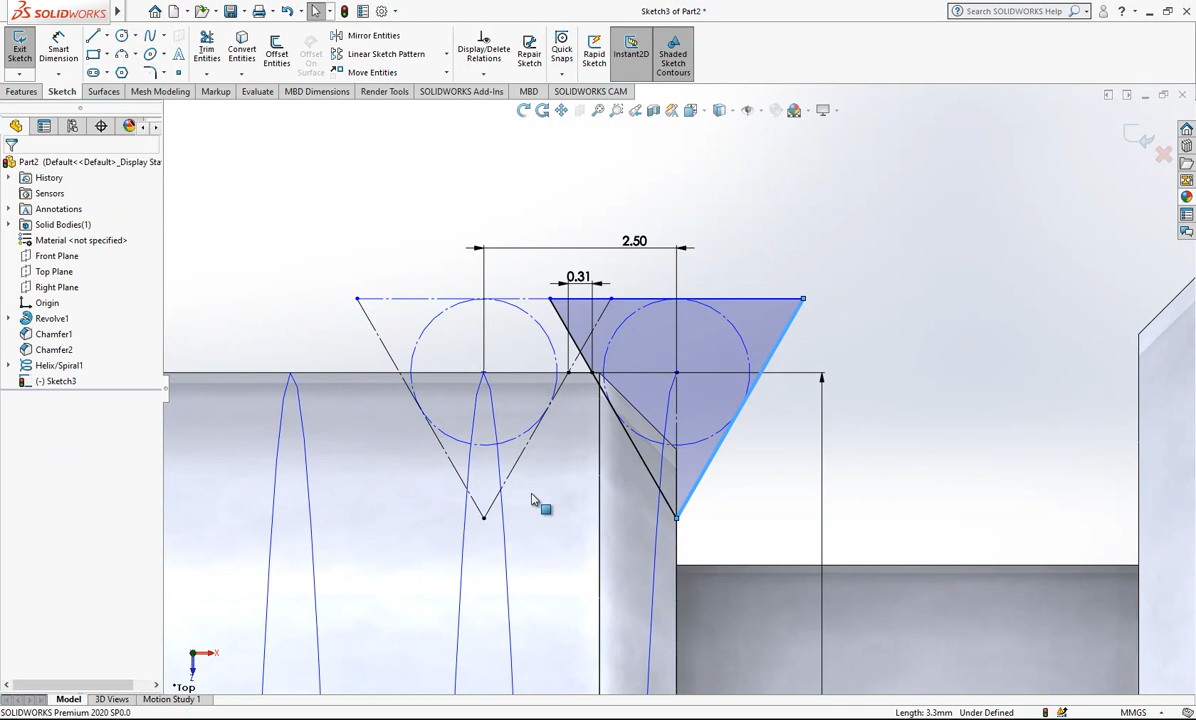 SOLIDWORKS
Sketch3 of Part2 *
Search SOLIDWORKS Help
Exit Sketch
Smart Dimension
Trim Entities
Convert Entities
Offset Entities
Offset On Surface
Mirror Entities
Linear Sketch Pattern
Move Entities
Display/Delete Relations
Repair Sketch
Quick Snaps
Rapid Sketch
Instant2D
Shaded Sketch Contours
Features Sketch Surfaces Mesh Modeling Markup Evaluate MBD Dimensions Render Tools SOLIDWORKS Add-Ins MBD SOLIDWORKS CAM
Part2 (Default<<Default>_Display Sta
History
Sensors
Annotations
Solid Bodies(1)
Material <not specified>
Front Plane
Top Plane
Right Plane
Origin
Revolve1
Chamfer1
Chamfer2
Helix/Spiral1
(-) Sketch3
2.50
0.31
X
Z
*Top
Model 3D Views Motion Study 1
SOLIDWORKS Premium 2020 SP0.0
Length: 3.3mm Under Defined MMGS